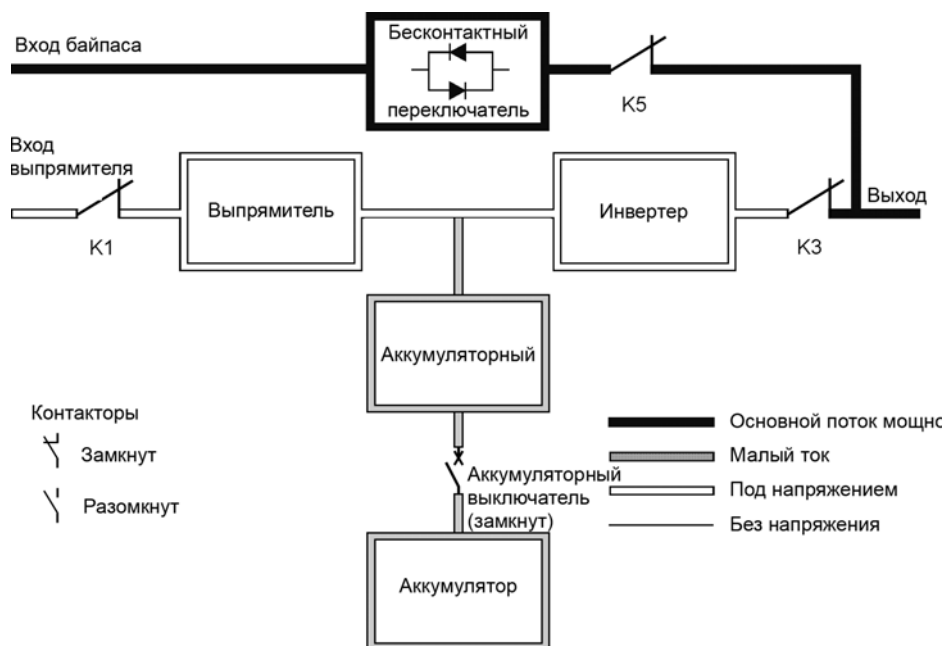 Вход байпаса
Бесконтактный
переключатель
K5
Вход
выпрямителя
K1
Выпрямитель
Инвертер
K3
Выход
Аккумуляторный
Контакторы
Замкнут
Разомкнут
Аккумуляторный
выключатель
(замкнут)
Аккумулятор
Основной поток мощно
Малый ток
Под напряжением
Без напряжения